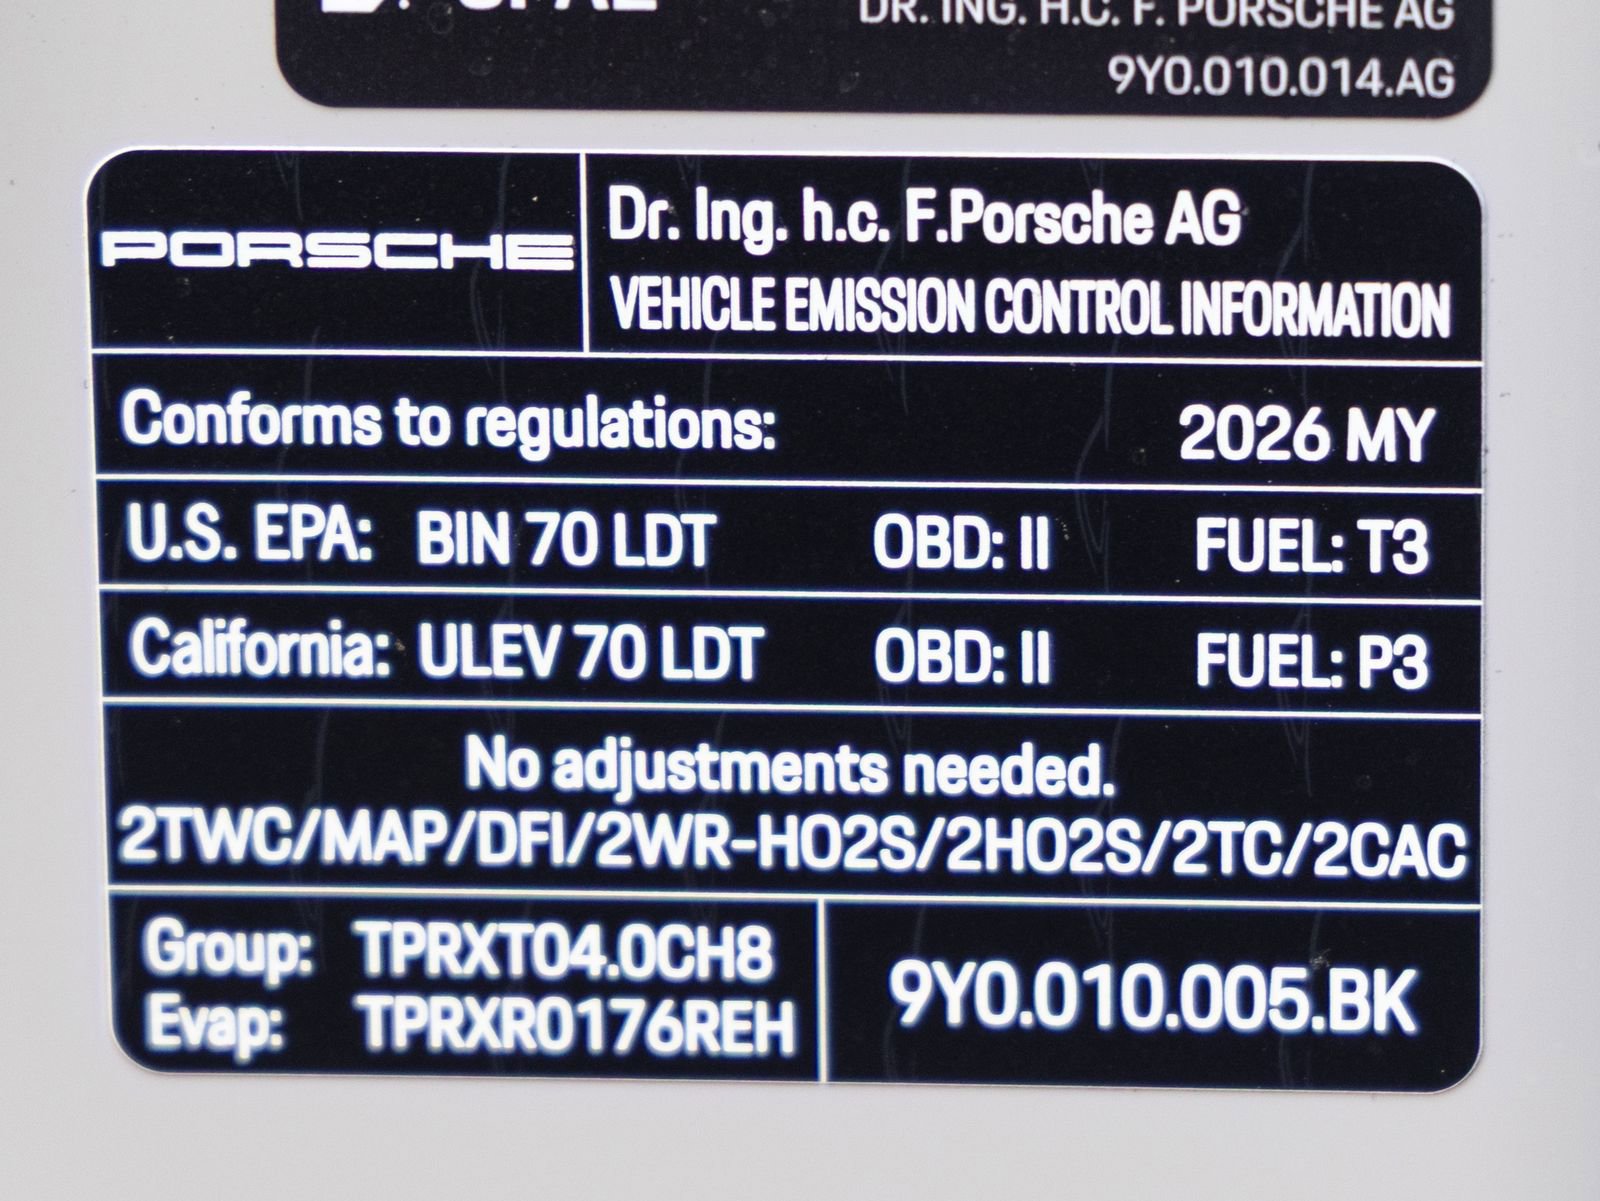 DR. ING. H.C. F. PORSCHE AG
9Y0.010.014.AG
PORSCHE
Dr. Ing. h.c. F.Porsche AG
VEHICLE EMISSION CONTROL INFORMATION
Conforms to regulations: 2026 MY
U.S. EPA: BIN 70 LDT OBD: II FUEL: T3
California: ULEV 70 LDT OBD: II FUEL: P3
No adjustments needed.
2TWC/MAP/DFI/2WR-HO2S/2HO2S/2TC/2CAC
Group: TPRXT04.0CH8
Evap: TPRXR0176REH
9Y0.010.005.BK